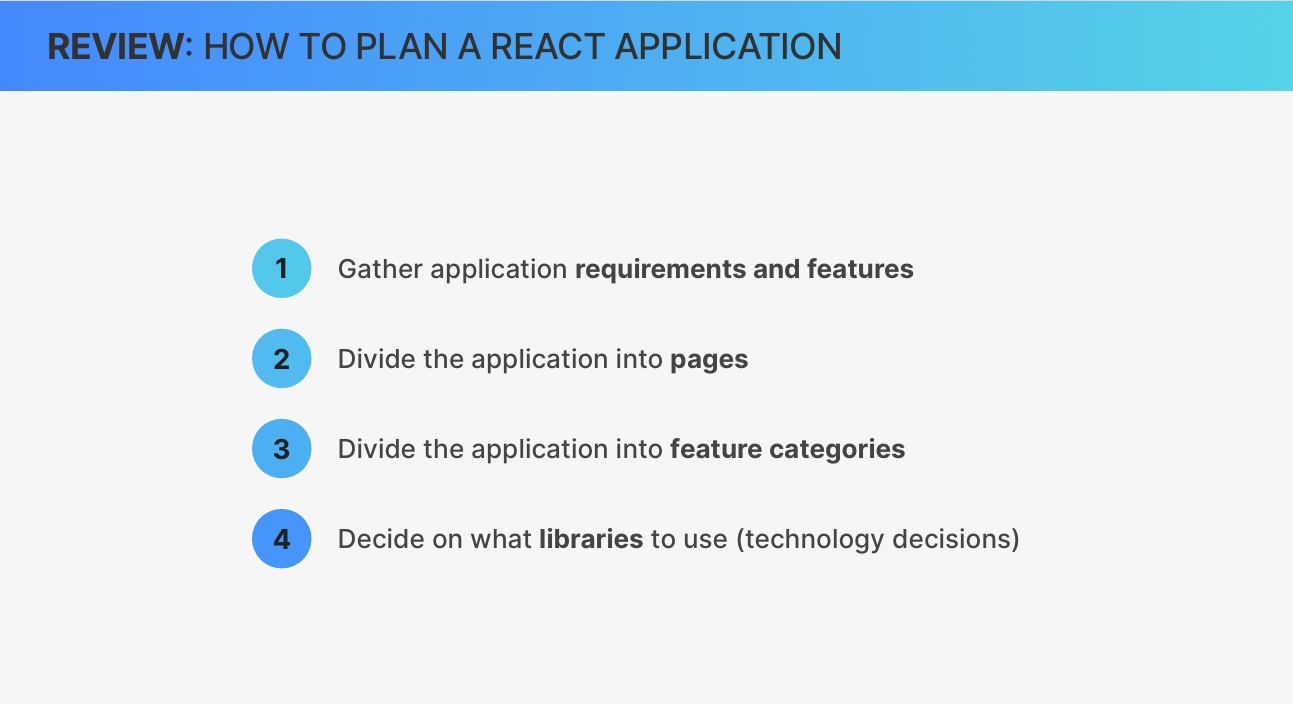 REVIEW: HOW TO PLAN A REACT APPLICATION
1 Gather application requirements and features
2 Divide the application into pages
3 Divide the application into feature categories
4 Decide on what libraries to use (technology decisions)